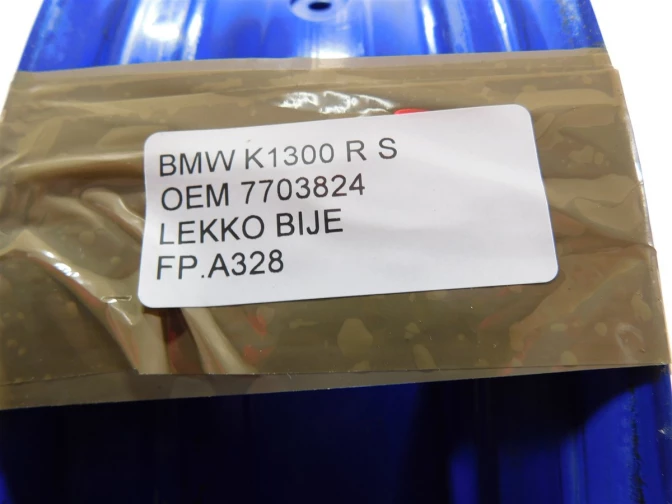 BMW K1300 R S
OEM 7703824
LEKKO BIJE
FP.A328